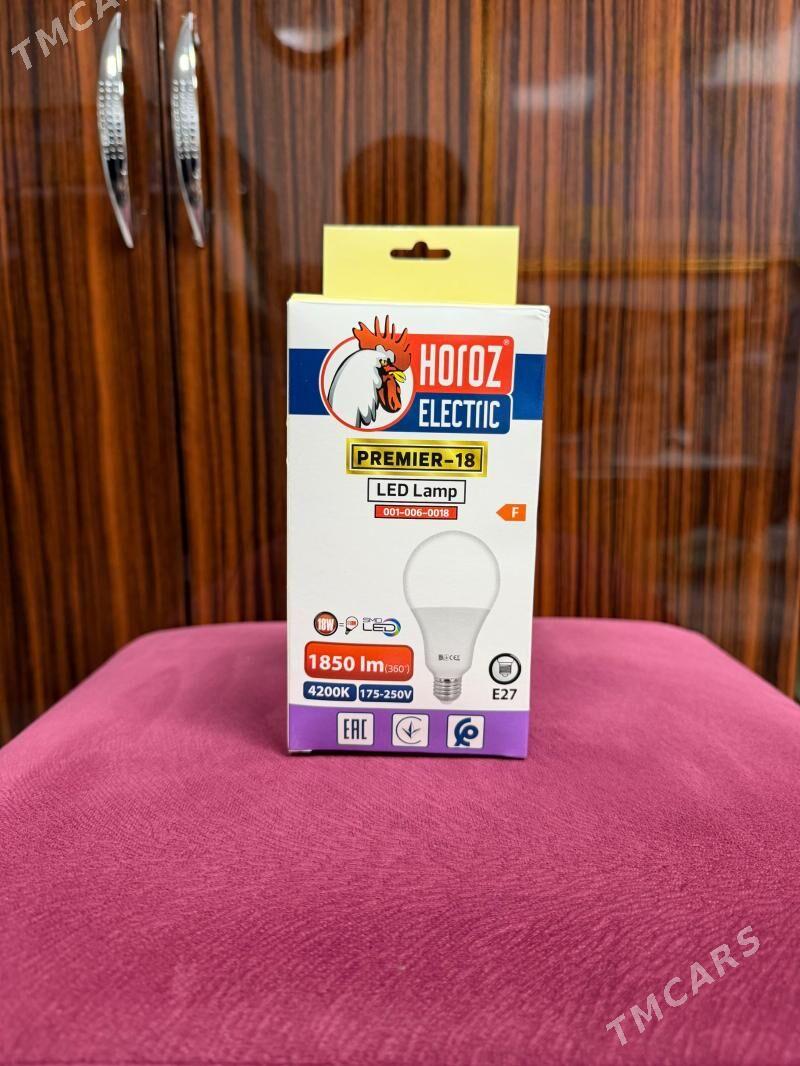 TMCARS
HOROZ®
ELECTRIC
PREMIER-18
LED Lamp
001-006-0018
F
18W =
SMD
LED
1850 lm (360°)
4200K 175-250V
E27
EAC
TMCARS